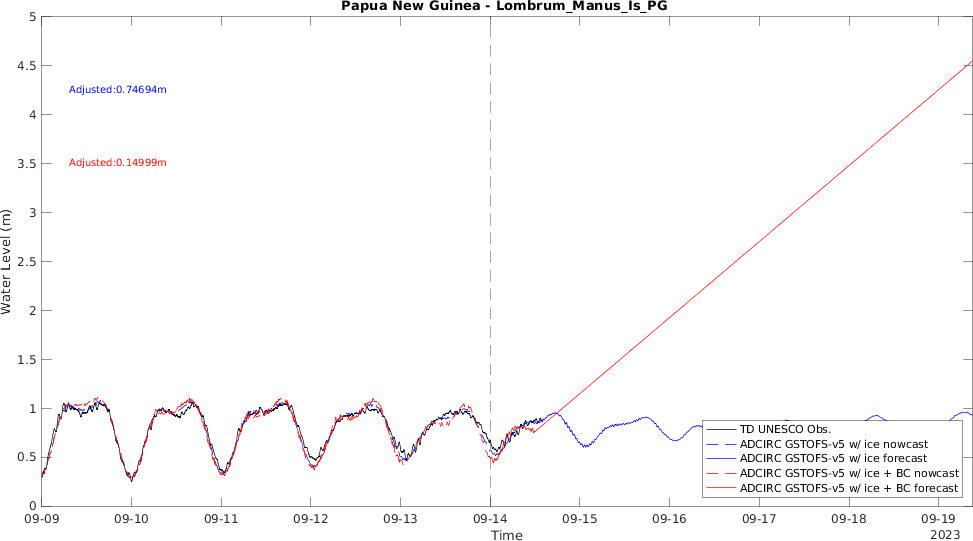 Papua New Guinea - Lombrum_Manus_Is_PG
5
4.5
4
3.5
3
2.5
2
1.5
1
0.5
0
Water Level (m)
Adjusted:0.74694m
Adjusted:0.14999m
TD UNESCO Obs.
ADCIRC GSTOFS-v5 w/ ice nowcast
ADCIRC GSTOFS-v5 w/ ice forecast
ADCIRC GSTOFS-v5 w/ ice + BC nowcast
ADCIRC GSTOFS-v5 w/ ice + BC forecast
09-09 09-10 09-11 09-12 09-13 09-14 09-15 09-16 09-17 09-18 09-19
Time
2023